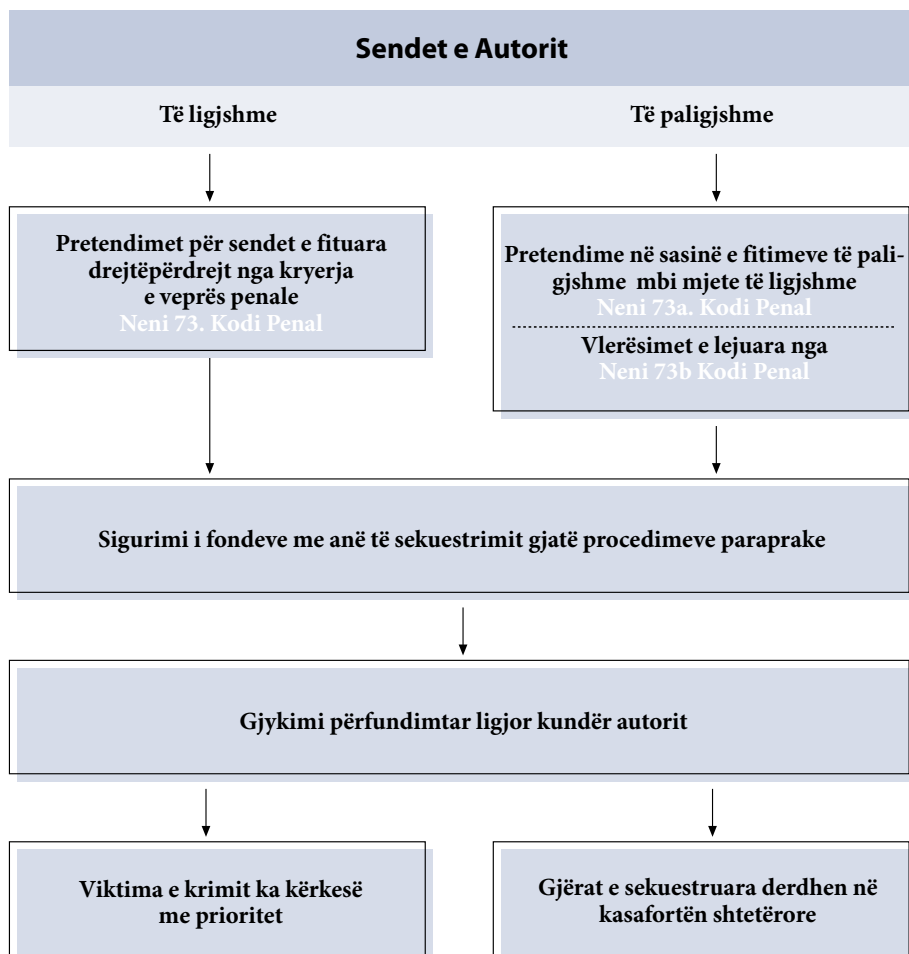 Sendet e Autorit
Të ligjshme
Të paligjshme
Pretendimet për sendet e fituara
drejtëpërdrejt nga kryerja
e veprës penale
Neni 73. Kodi Penal
Pretendime në sasinë e fitimeve të pali-
gjshme mbi mjete të ligjshme
Neni 73a. Kodi Penal
Vlerësimet e lejuara nga
Neni 73b Kodi Penal
Sigurimi i fondeve me anë të sekuestrimit gjatë procedimeve paraprake
Gjykimi përfundimtar ligjor kundër autorit
Viktima e krimit ka kërkesë
me prioritet
Gjërat e sekuestruara derdhen në
kasafortën shtetërore